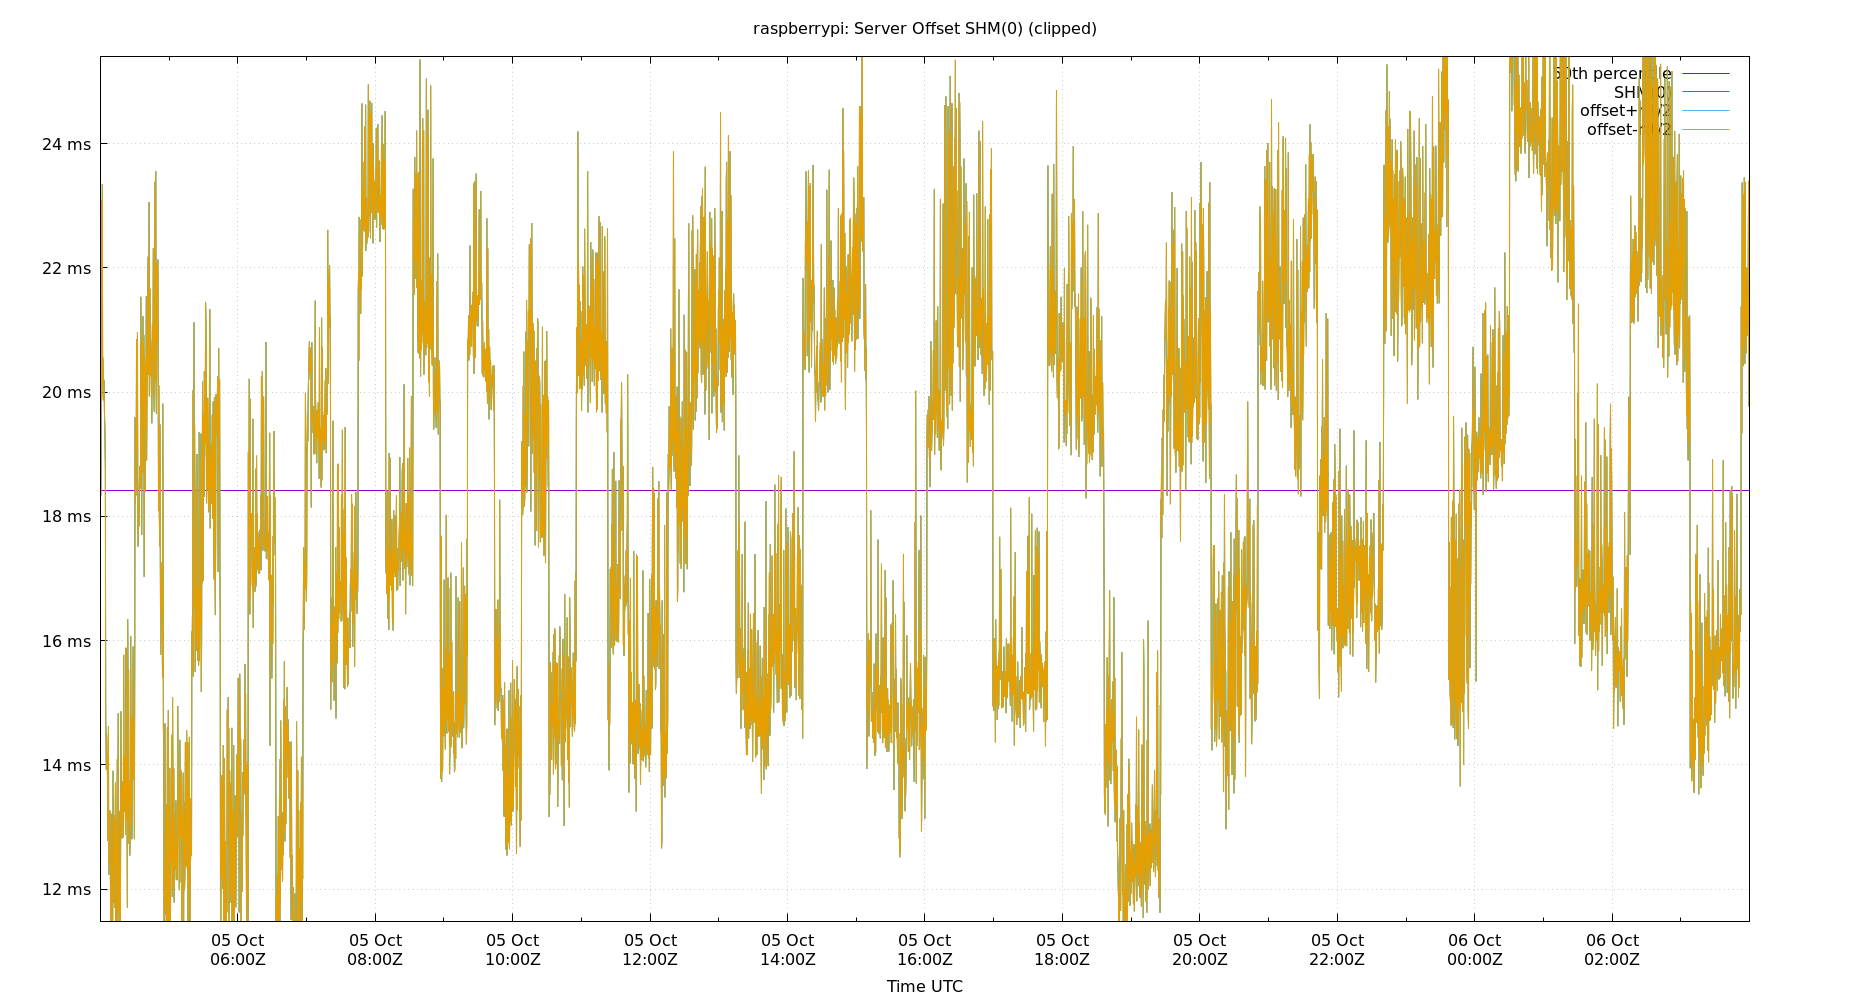 raspberrypi: Server Offset SHM(0) (clipped)
24 ms
22 ms
20 ms
18 ms
16 ms
14 ms
12 ms
05 Oct 05 Oct 05 Oct 05 Oct 05 Oct 05 Oct 05 Oct 05 Oct 05 Oct 06 Oct 06 Oct
06:00Z 08:00Z 10:00Z 12:00Z 14:00Z 16:00Z 18:00Z 20:00Z 22:00Z 00:00Z 02:00Z
Time UTC